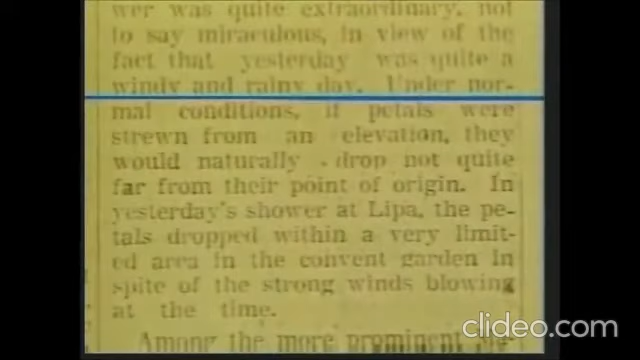 wer was quite extraordinary, not
to say miraculous, in view of the
fact that yesterday was quite a
windy and rainy day. Under nor-
mal conditions, if petals were
strewn from an elevation, they
would naturally drop not quite
far from their point of origin. In
yesterday's shower at Lipa, the pe-
tals dropped within a very limit-
ed area in the convent garden in
spite of the strong winds blowing
at the time.
Among the more prominent
clideo.com